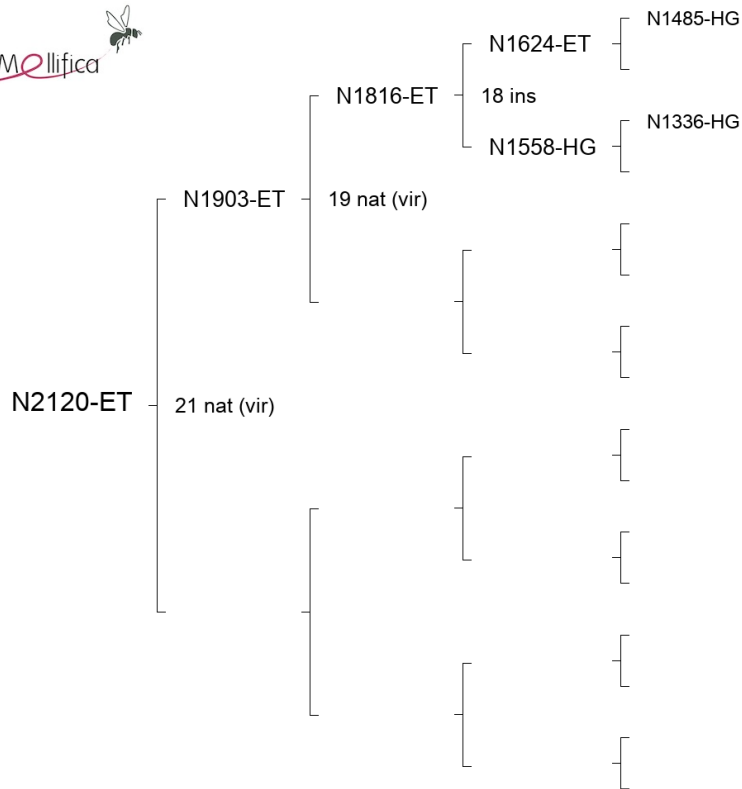 Mellifica
N1485-HG
N1624-ET
N1816-ET
18 ins
N1336-HG
N1558-HG
N1903-ET
19 nat (vir)
N2120-ET
21 nat (vir)